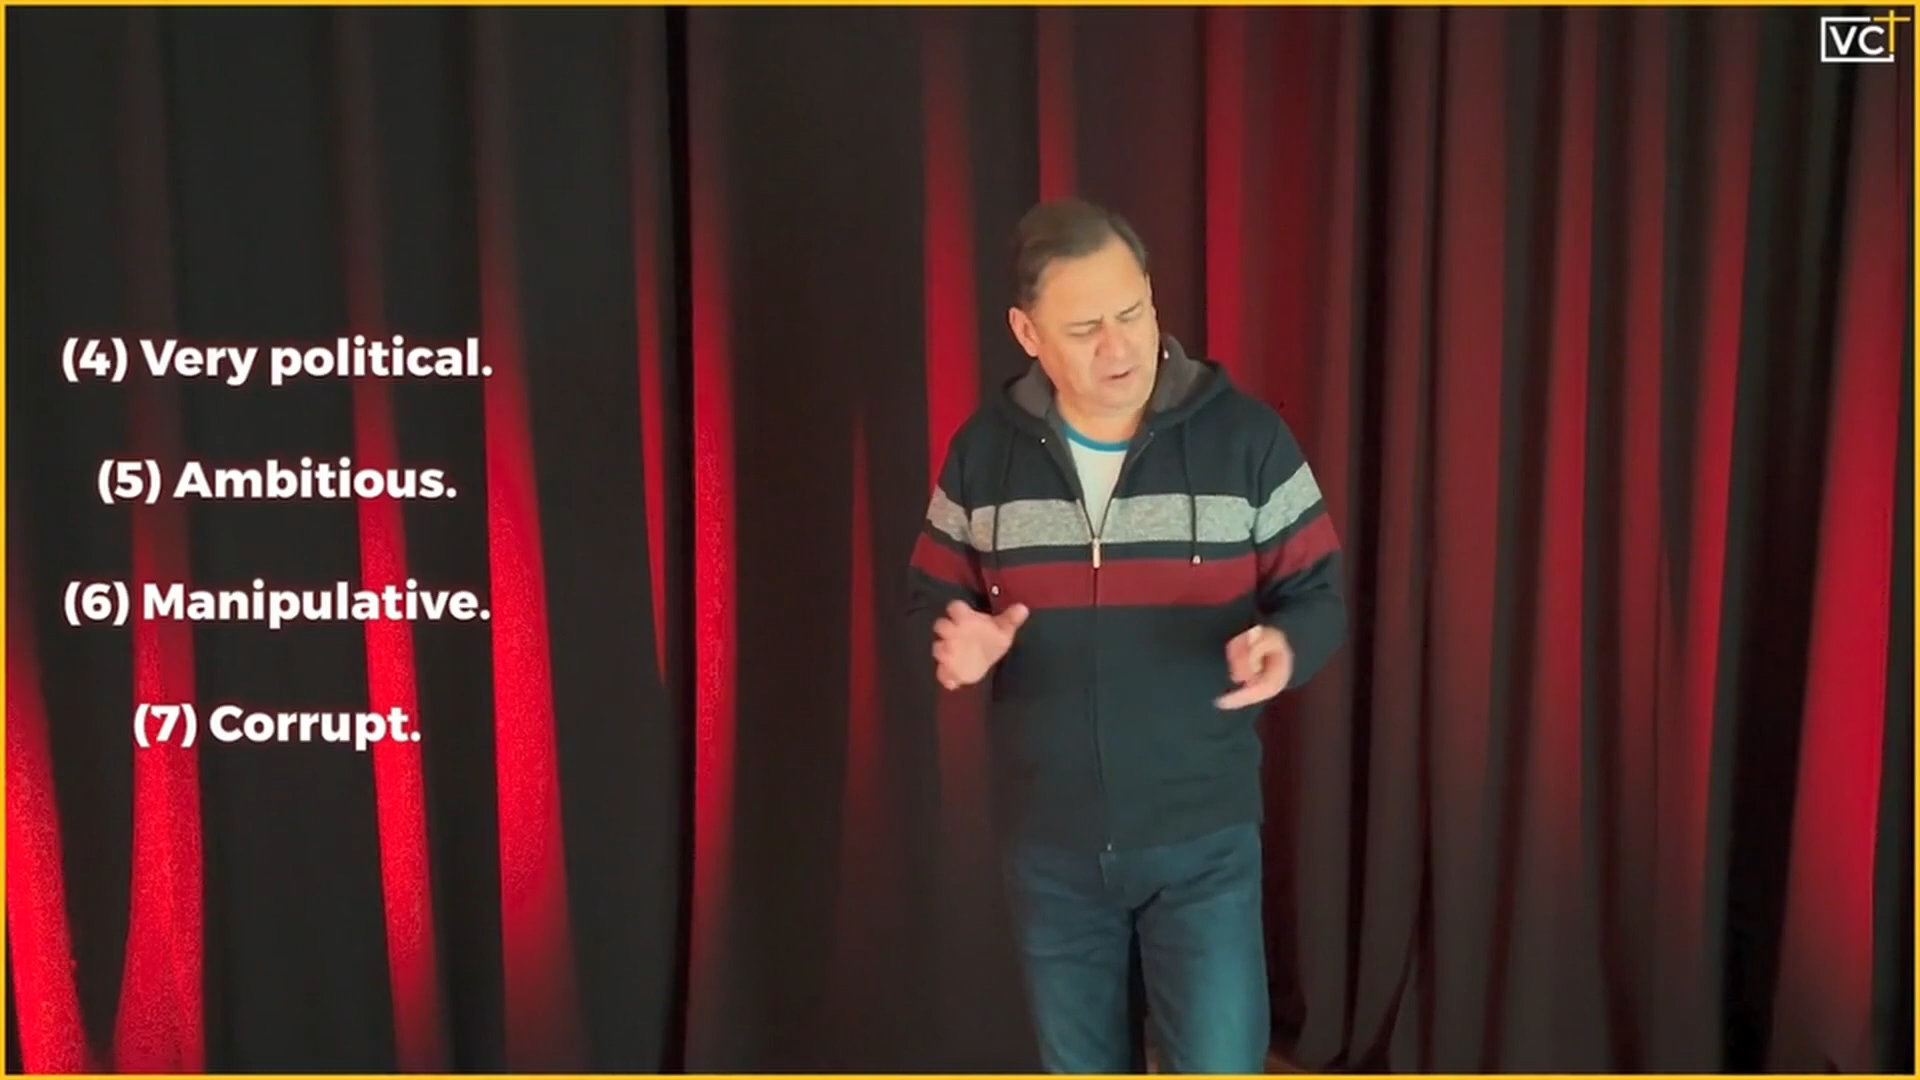 VC
(4) Very political.
(5) Ambitious.
(6) Manipulative.
(7) Corrupt.